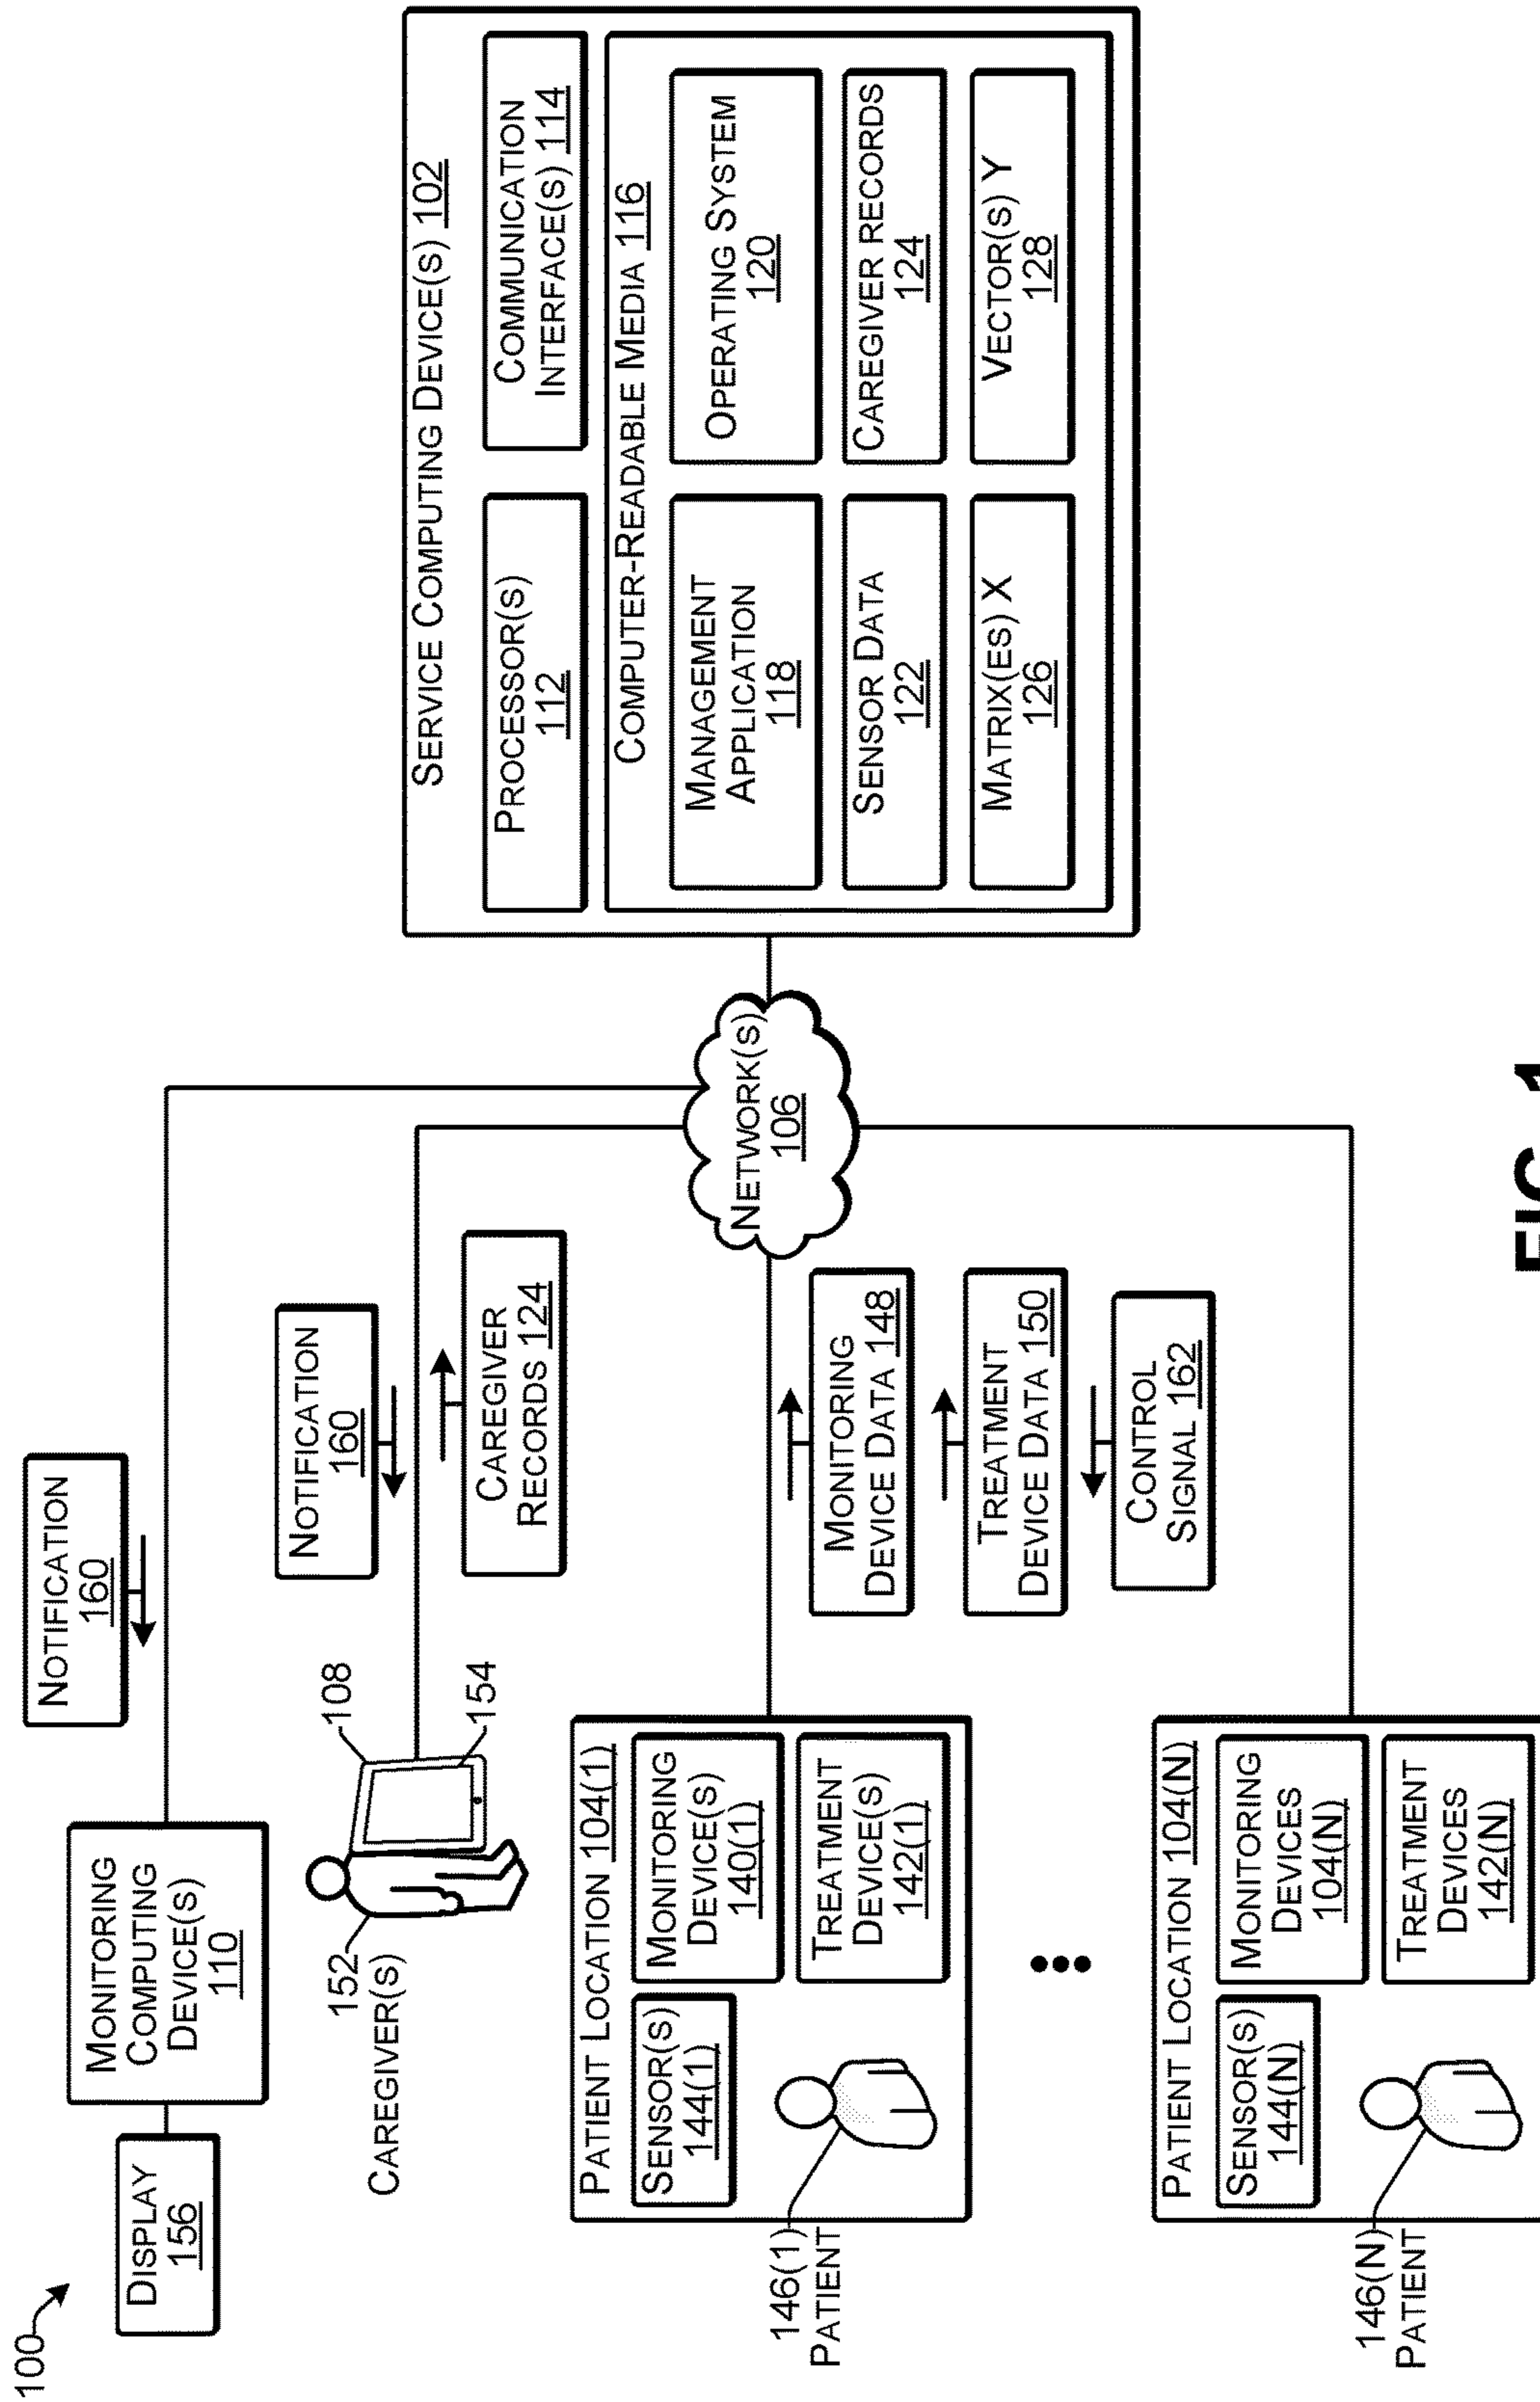 100
DISPLAY
156
MONITORING
COMPUTING
DEVICE(S)
110
NOTIFICATION
160
108
154
152
CAREGIVER(S)
NOTIFICATION
160
CAREGIVER
RECORDS 124
PATIENT LOCATION 104(1)
SENSOR(S)
144(1)
MONITORING
DEVICE(S)
140(1)
TREATMENT
DEVICE(S)
142(1)
146(1)
PATIENT
MONITORING
DEVICE DATA 148
TREATMENT
DEVICE DATA 150
CONTROL
SIGNAL 162
PATIENT LOCATION 104(N)
SENSOR(S)
144(N)
MONITORING
DEVICES
104(N)
TREATMENT
DEVICES
142(N)
146(N)
PATIENT
NETWORK(S)
106
SERVICE COMPUTING DEVICE(S) 102
PROCESSOR(S)
112
COMMUNICATION
INTERFACE(S) 114
COMPUTER-READABLE MEDIA 116
MANAGEMENT
APPLICATION
118
OPERATING SYSTEM
120
SENSOR DATA
122
CAREGIVER RECORDS
124
MATRIX(ES) X
126
VECTOR(S) Y
128
FIG. 1